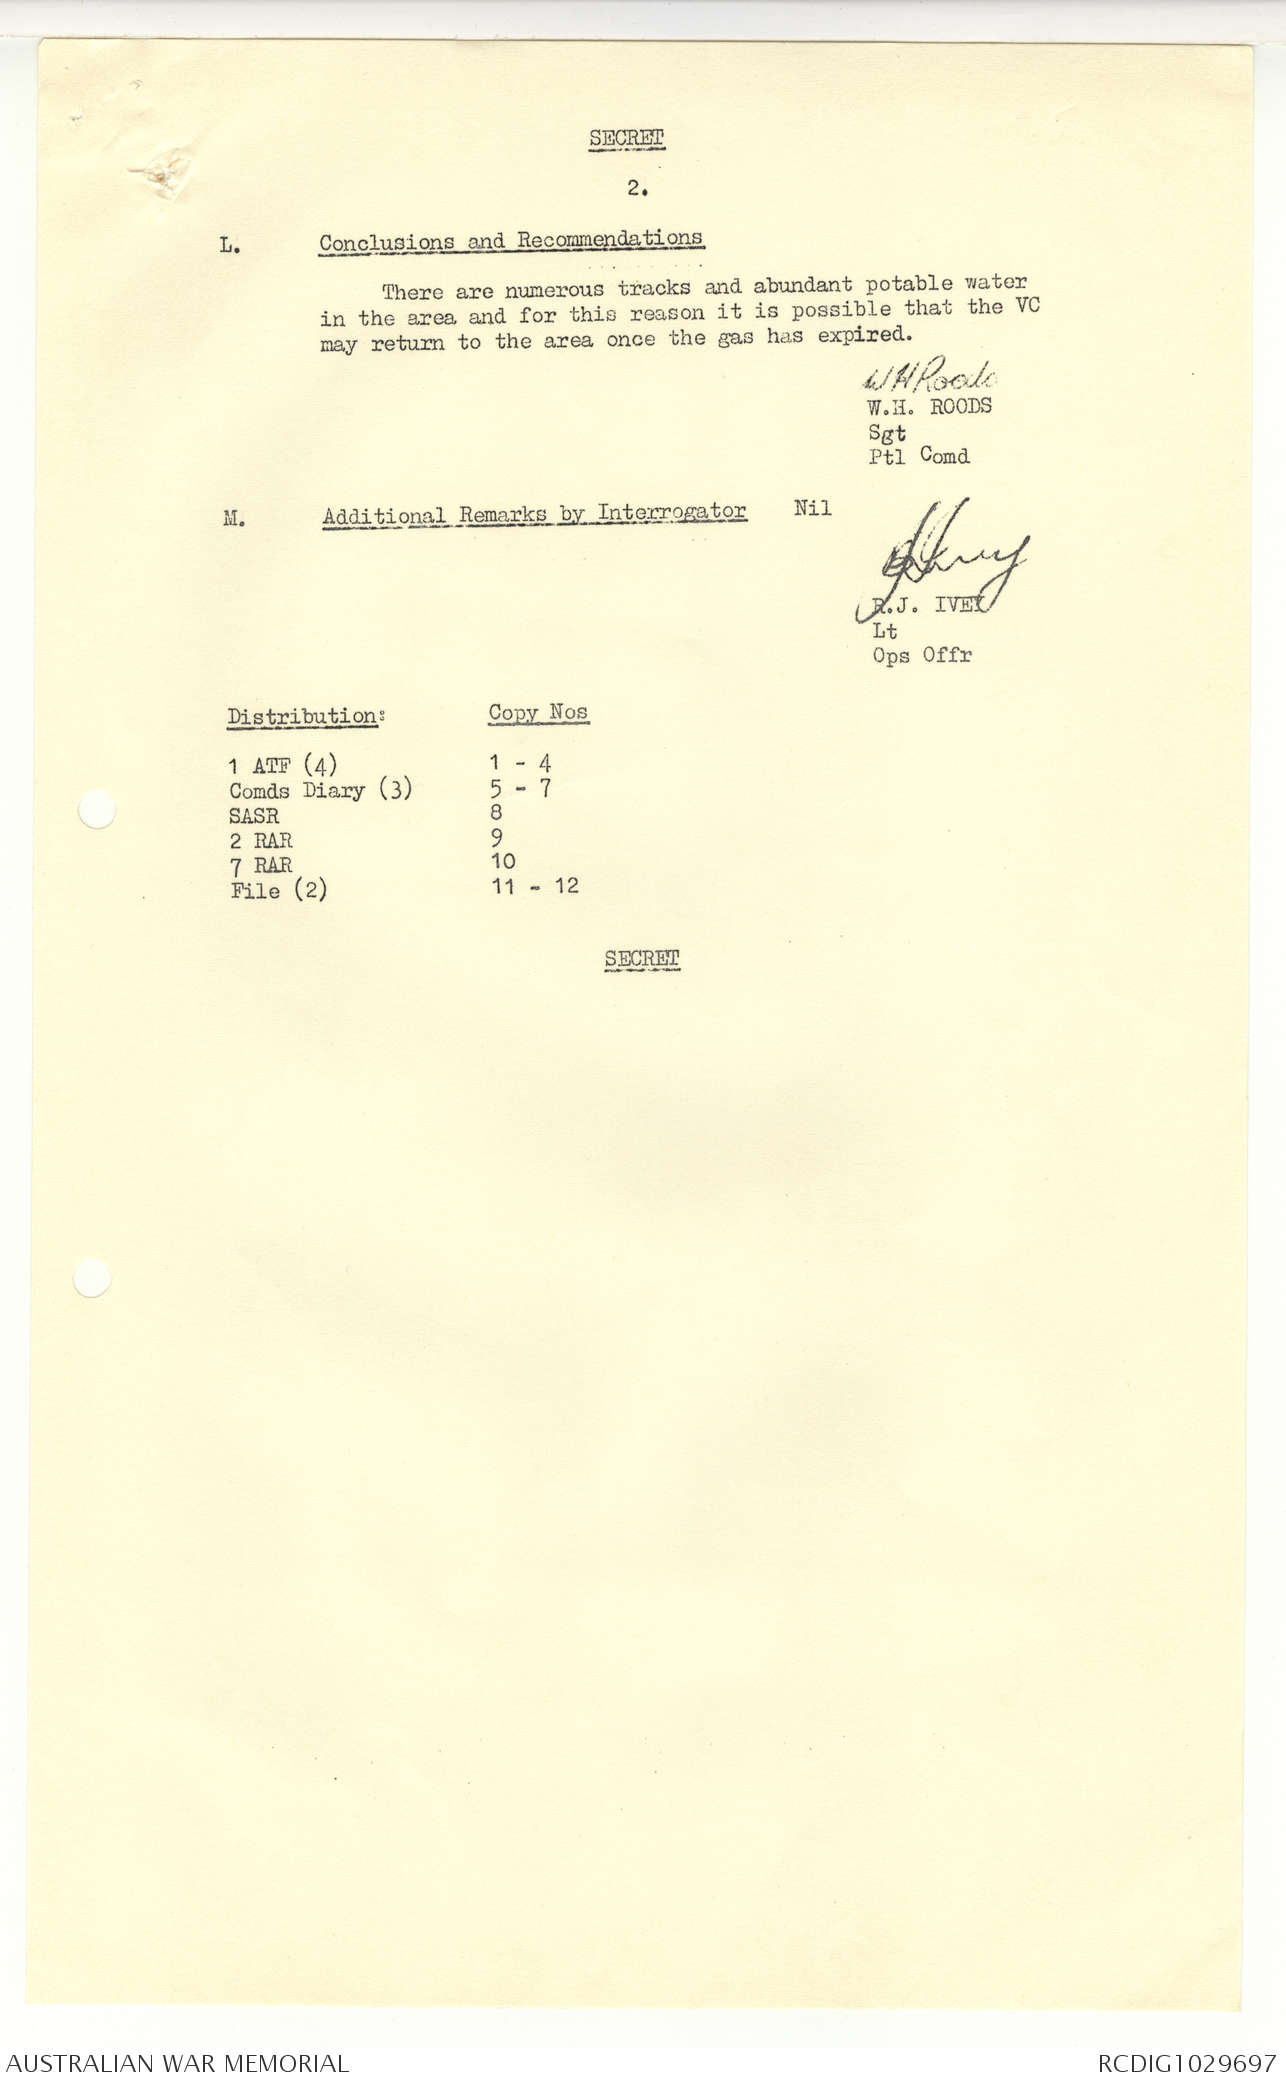 SECRET
2.
L. Conclusions and Recommendations
There are numerous tracks and abundant potable water
in the area and for this reason it is possible that the VC
may return to the area once the gas has expired.
WHRoods
W.H. ROODS
Sgt
Ptl Comd
M. Additional Remarks by Interrogator Nil
R.J. IVEY
Lt
Ops Offr
Distribution: Copy Nos
1 ATF (4) 1 - 4
Comds Diary (3) 5 - 7
SASR 8
2 RAR 9
7 RAR 10
File (2) 11 - 12
SECRET
AUSTRALIAN WAR MEMORIAL RCDIG1029697